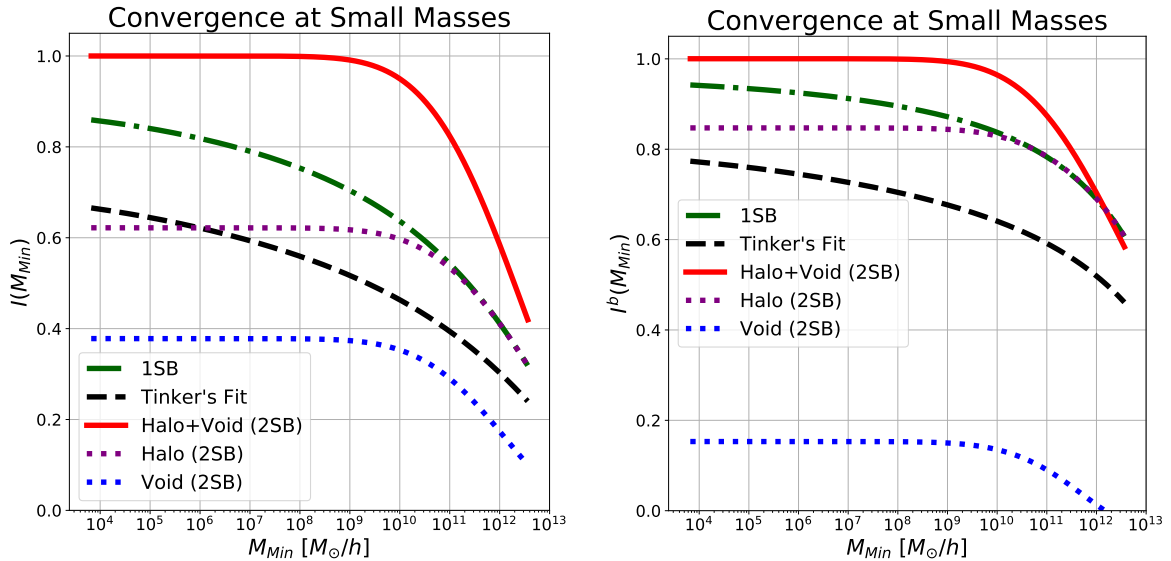 Convergence at Small Masses
I(M_Min)
1.0
0.8
0.6
0.4
0.2
0.0
1SB
Tinker's Fit
Halo+Void (2SB)
Halo (2SB)
Void (2SB)
10^4 10^5 10^6 10^7 10^8 10^9 10^10 10^11 10^12 10^13
M_Min [M_⊙/h]
Convergence at Small Masses
I^b(M_Min)
1.0
0.8
0.6
0.4
0.2
0.0
1SB
Tinker's Fit
Halo+Void (2SB)
Halo (2SB)
Void (2SB)
10^4 10^5 10^6 10^7 10^8 10^9 10^10 10^11 10^12 10^13
M_Min [M_⊙/h]